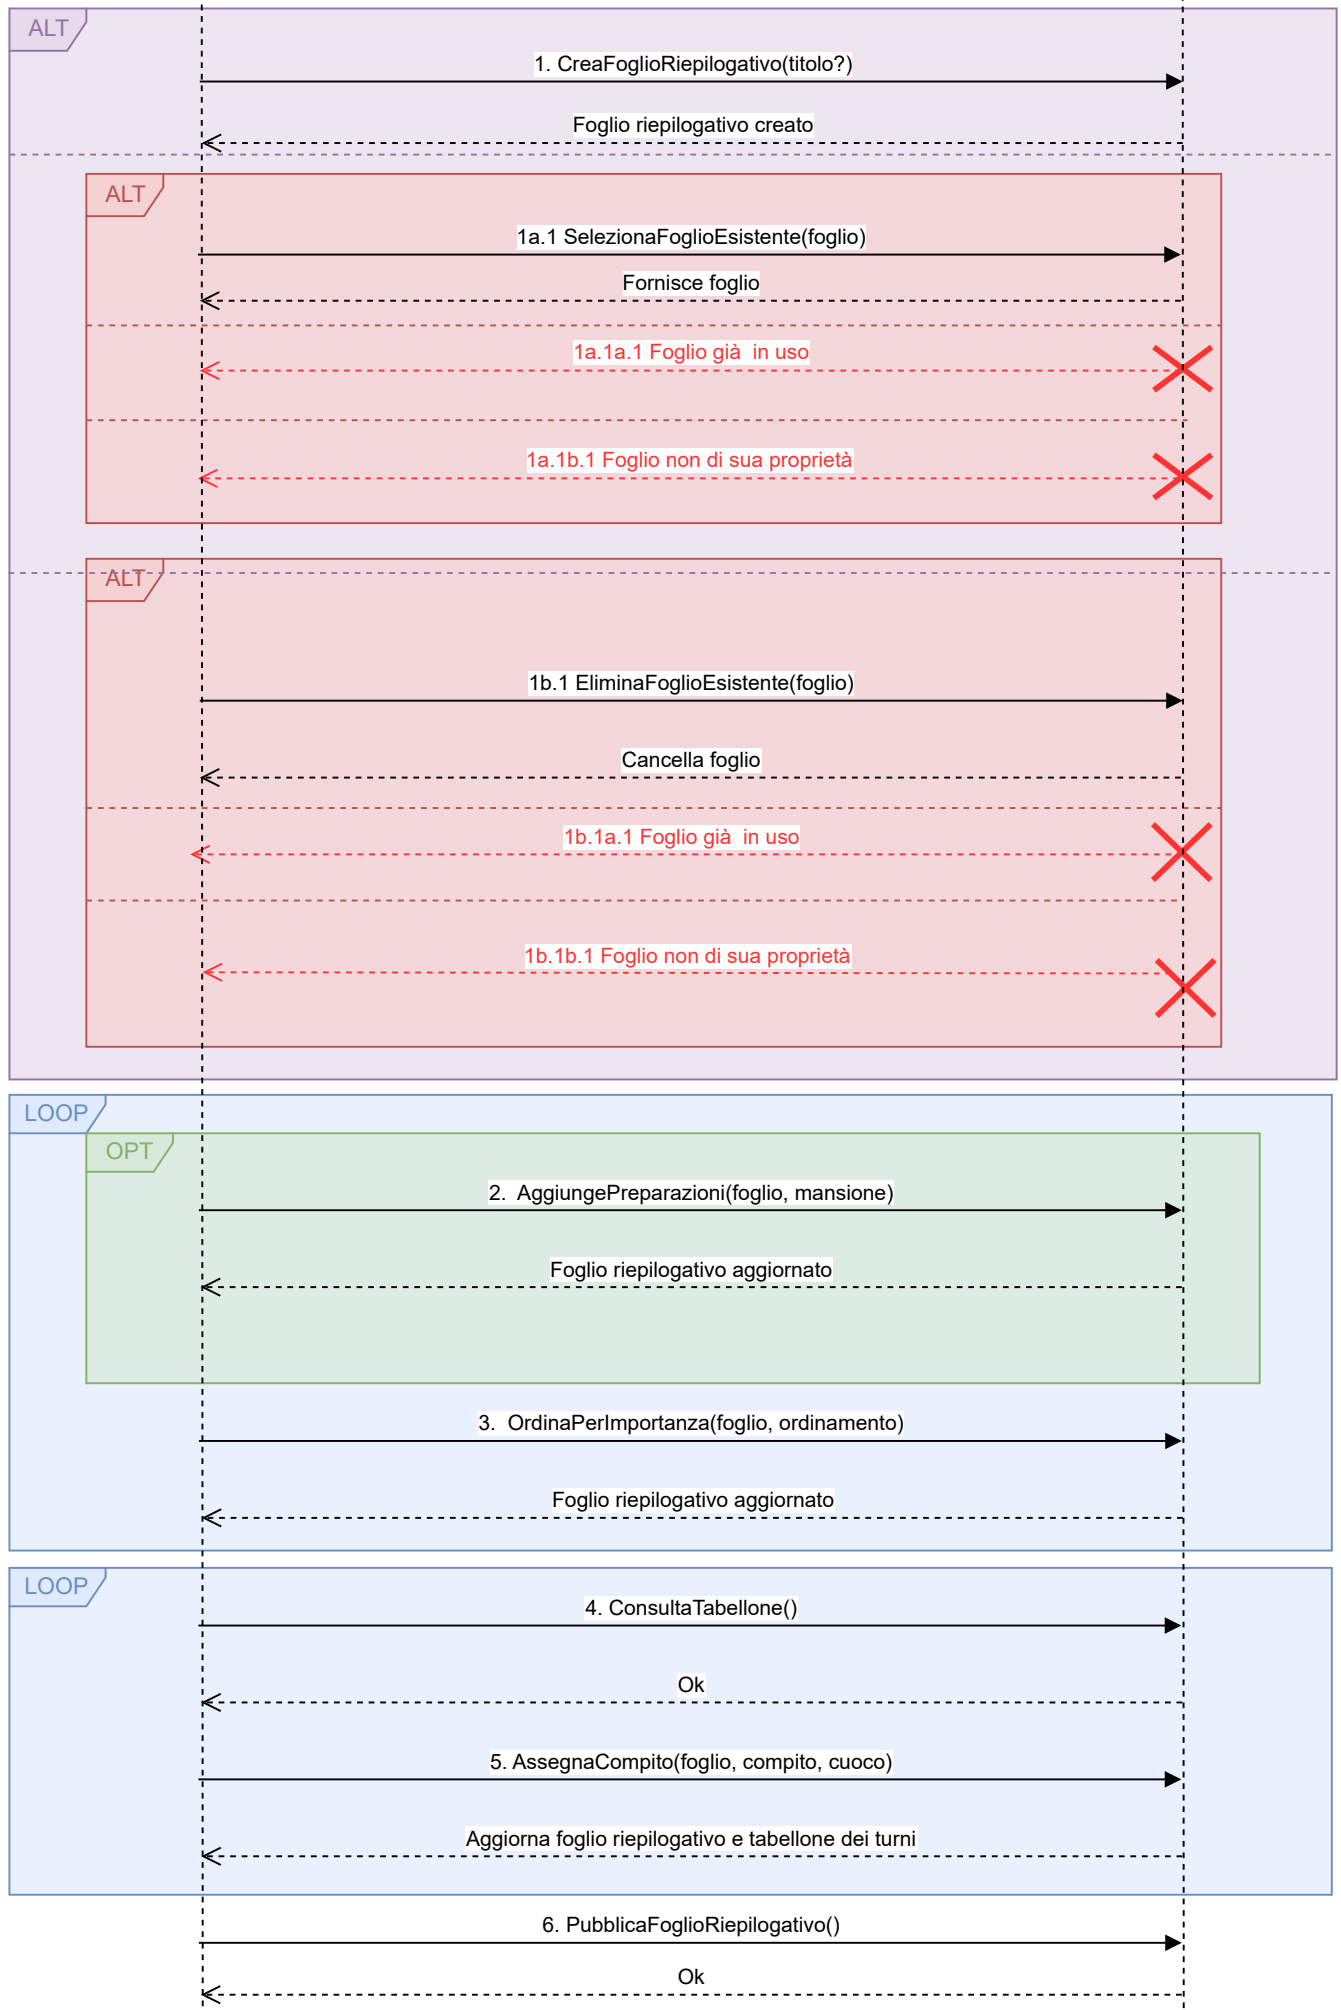 ALT
1. CreaFoglioRiepilogativo(titolo?)
Foglio riepilogativo creato
ALT
1a.1 SelezionaFoglioEsistente(foglio)
Fornisce foglio
1a.1a.1 Foglio già  in uso
1a.1b.1 Foglio non di sua proprietà
ALT
1b.1 EliminaFoglioEsistente(foglio)
Cancella foglio
1b.1a.1 Foglio già  in uso
1b.1b.1 Foglio non di sua proprietà
LOOP
OPT
2.  AggiungePreparazioni(foglio, mansione)
Foglio riepilogativo aggiornato
3.  OrdinaPerImportanza(foglio, ordinamento)
Foglio riepilogativo aggiornato
LOOP
4. ConsultaTabellone()
Ok
5. AssegnaCompito(foglio, compito, cuoco)
Aggiorna foglio riepilogativo e tabellone dei turni
6. PubblicaFoglioRiepilogativo()
Ok